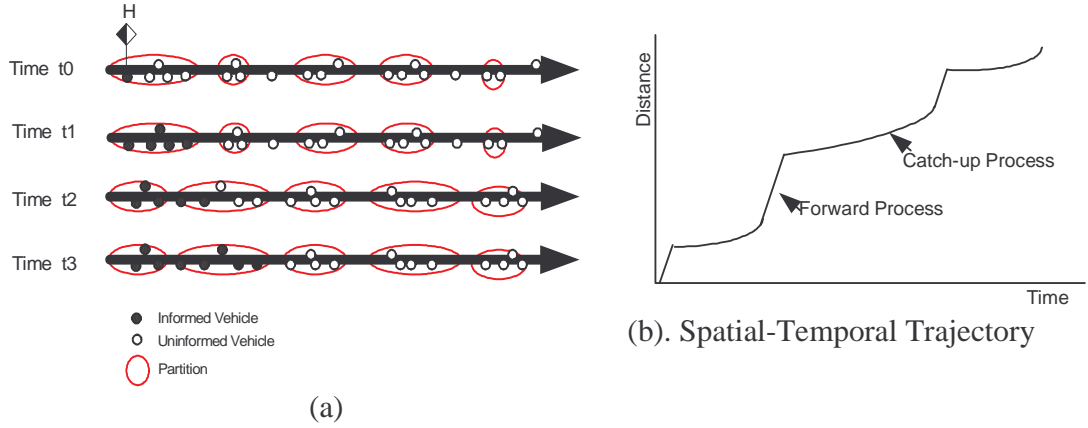 H
Time t0
Time t1
Time t2
Time t3
Informed Vehicle
Uninformed Vehicle
Partition
(a)
Distance
Catch-up Process
Forward Process
Time
(b). Spatial-Temporal Trajectory